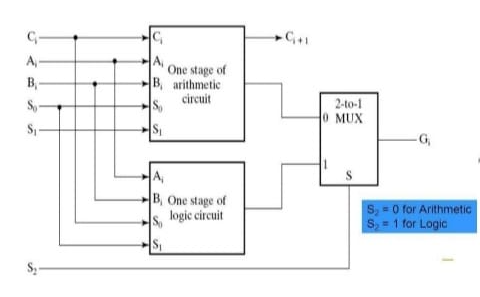 Cᵢ
Aᵢ
Bᵢ
S₀
S₁
S₂
Cᵢ
Aᵢ
Bᵢ
S₀
S₁
One stage of
arithmetic
circuit
Cᵢ₊₁
Aᵢ
Bᵢ
S₀
S₁
One stage of
logic circuit
2-to-1
0 MUX
1
S
Gᵢ
S₂ = 0 for Arithmetic
S₂ = 1 for Logic